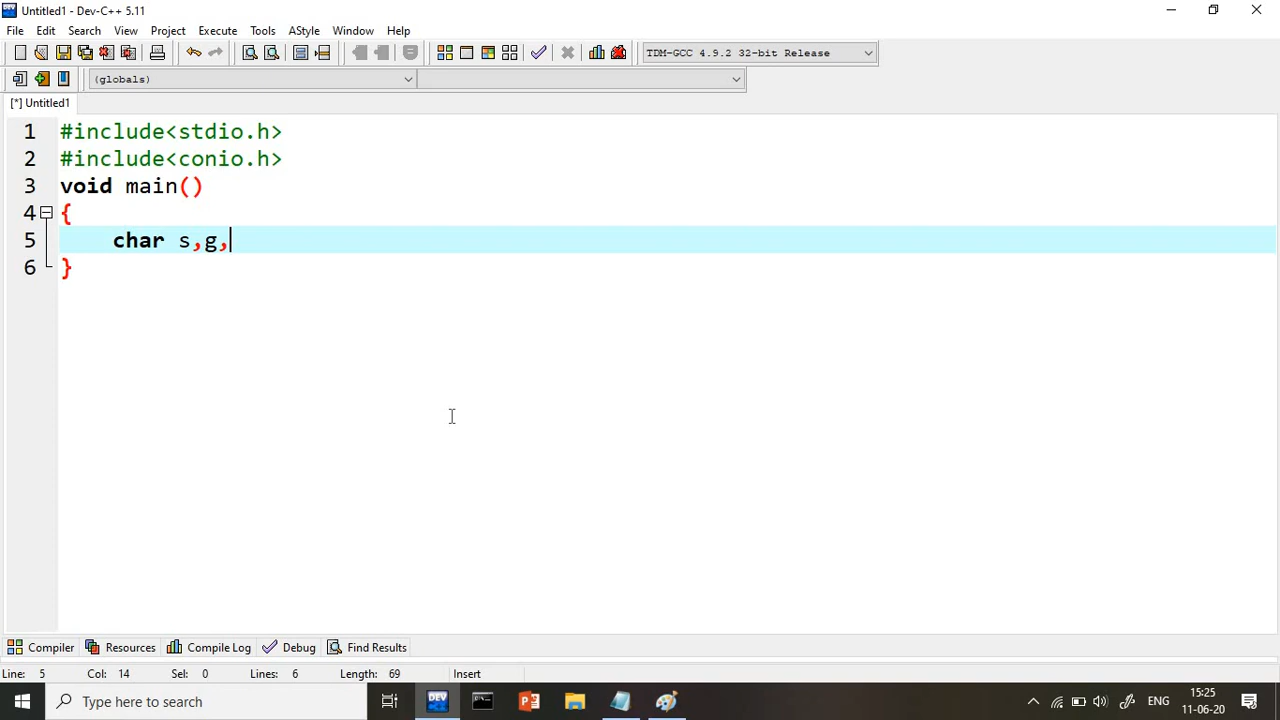 Untitled1 - Dev-C++ 5.11
File Edit Search View Project Execute Tools AStyle Window Help
TDM-GCC 4.9.2 32-bit Release
(globals)
[*] Untitled1
1 #include<stdio.h>
2 #include<conio.h>
3 void main()
4 {
5 char s,g,
6 }
Compiler Resources Compile Log Debug Find Results
Line: 5 Col: 14 Sel: 0 Lines: 6 Length: 69 Insert
Type here to search
DEV
ENG
15:25
11-06-20